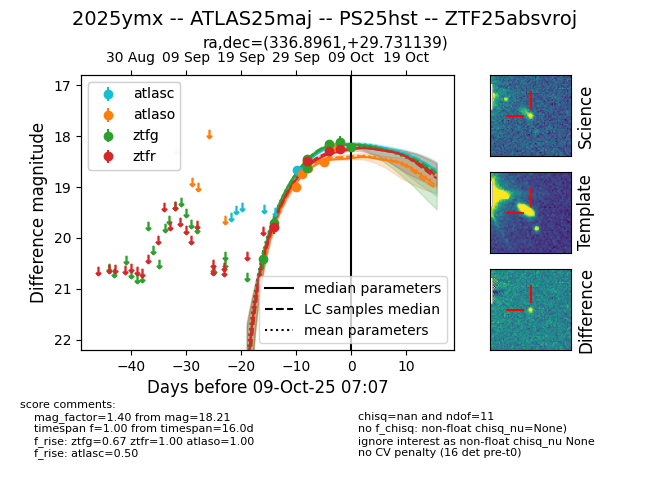 2025ymx -- ATLAS25maj -- PS25hst -- ZTF25absvroj
ra,dec=(336.8961,+29.731139)
30 Aug 09 Sep 19 Sep 29 Sep 09 Oct 19 Oct
17
18
19
20
21
22
Difference magnitude
atlasc
atlaso
ztfg
ztfr
median parameters
LC samples median
mean parameters
−40 −30 −20 −10 0 10
Days before 09-Oct-25 07:07
Science
Template
Difference
score comments:
mag_factor=1.40 from mag=18.21
timespan f=1.00 from timespan=16.0d
f_rise: ztfg=0.67 ztfr=1.00 atlaso=1.00
f_rise: atlasc=0.50
chisq=nan and ndof=11
no f_chisq: non-float chisq_nu=None)
ignore interest as non-float chisq_nu None
no CV penalty (16 det pre-t0)